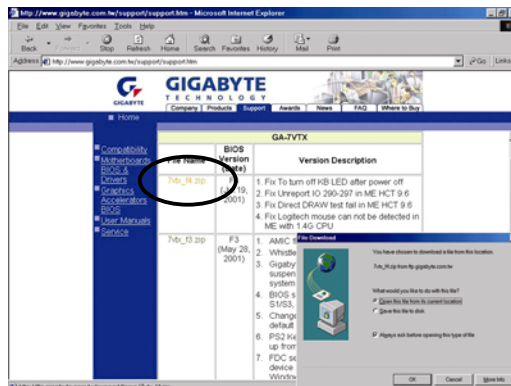 http://www.gigabyte.com.tw/support/support.htm - Microsoft Internet Explorer
File Edit View Favorites Tools Help
Back Forward Stop Refresh Home Search Favorites History Mail Print
Address http://www.gigabyte.com.tw/support/support.htm Go Links
GIGABYTE
GIGABYTE
TECHNOLOGY
Company Products Support Awards News FAQ Where to Buy
Home
Compatibility
Motherboards
BIOS &
Drivers
Graphics
Accelerators
BIOS
User Manuals
Service
GA-7VTX
File Name BIOS Version (Date) Version Description
7vtx_f4.zip
2001)
1. Fix To turn off KB LED after power off
2. Fix Unreport IO 290-297 in ME HCT 9.6
3. Fix Direct DRAW test fail in ME HCT 9.6
4. Fix Logitech mouse can not be detected in
ME with 1.4G CPU
7vtx_f3.zip
F3
(May 28,
2001)
1. AMIC
2. Whistle
3. Gigaby
suspen
system
4. BIOS s
S1/S3,
5. Change
default
6. PS2 Ke
up from
7. FDC se
device
Window
File Download
You have chosen to download a file from this location.
7vtx_f4.zip from ftp.gigabyte.com.tw
What would you like to do with this file?
Open this file from its current location
Save this file to disk
Always ask before opening this type of file
OK Cancel More Info